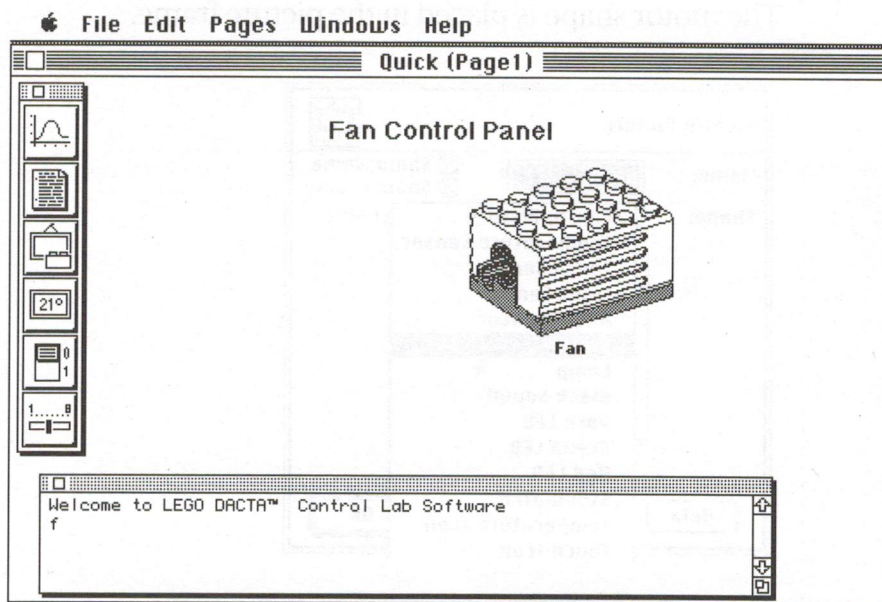 File Edit Pages Windows Help
Quick (Page1)
Fan Control Panel
21°
0
1
1......8
Fan
Welcome to LEGO DACTA™ Control Lab Software
f